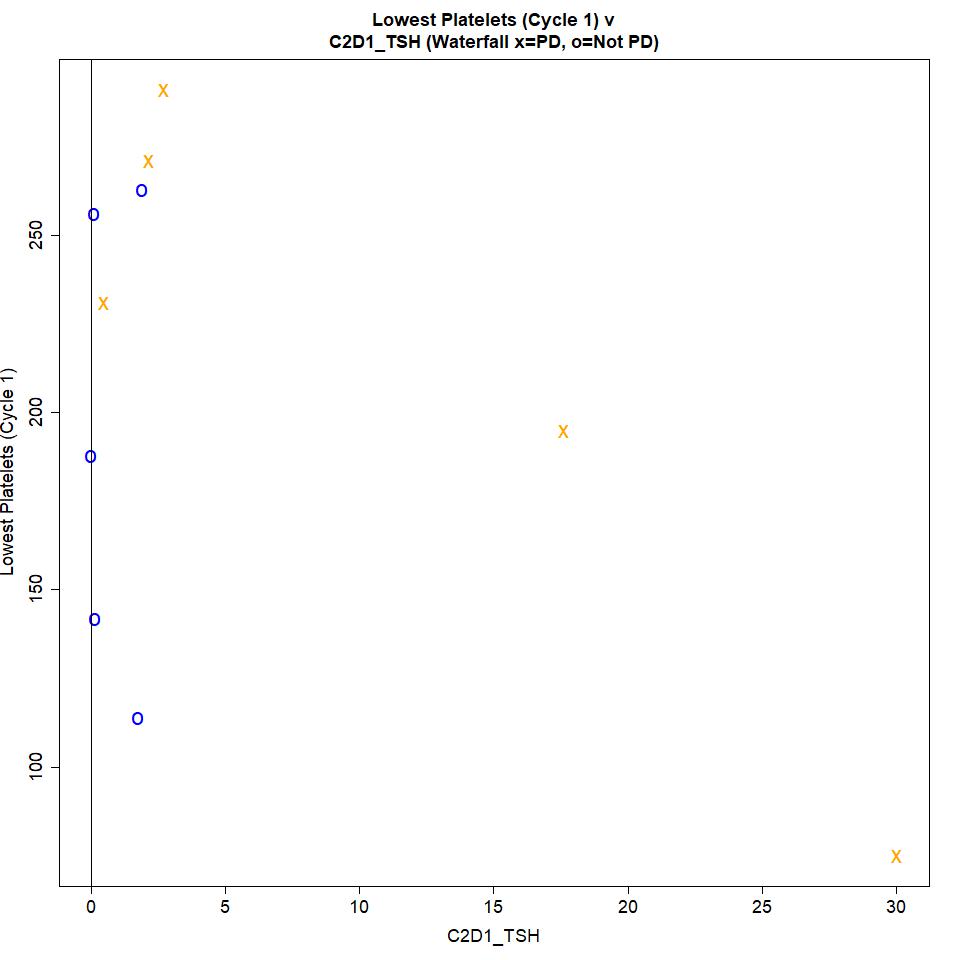 Lowest Platelets (Cycle 1) v
C2D1_TSH (Waterfall x=PD, o=Not PD)
X
X
O
O
250
X
Lowest Platelets (Cycle 1)
200
X
O
150
O
O
100
X
0 5 10 15 20 25 30
C2D1_TSH